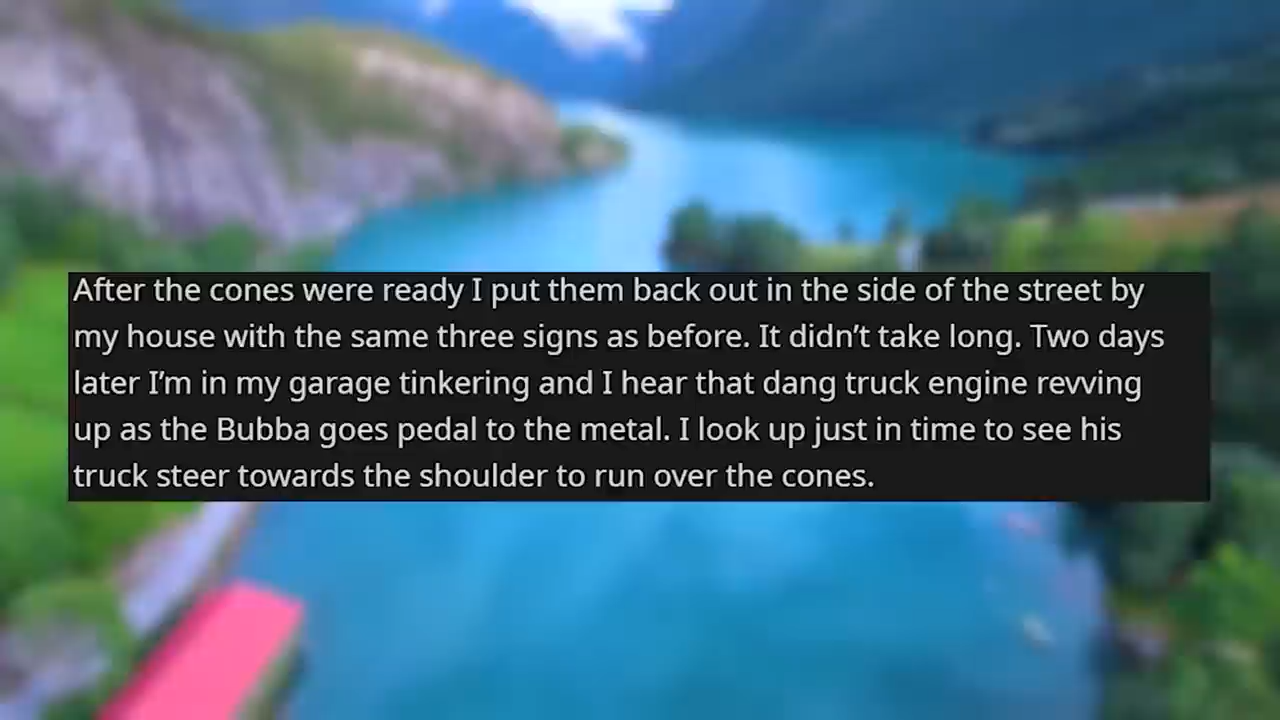 After the cones were ready I put them back out in the side of the street by
my house with the same three signs as before. It didn’t take long. Two days
later I’m in my garage tinkering and I hear that dang truck engine revving
up as the Bubba goes pedal to the metal. I look up just in time to see his
truck steer towards the shoulder to run over the cones.